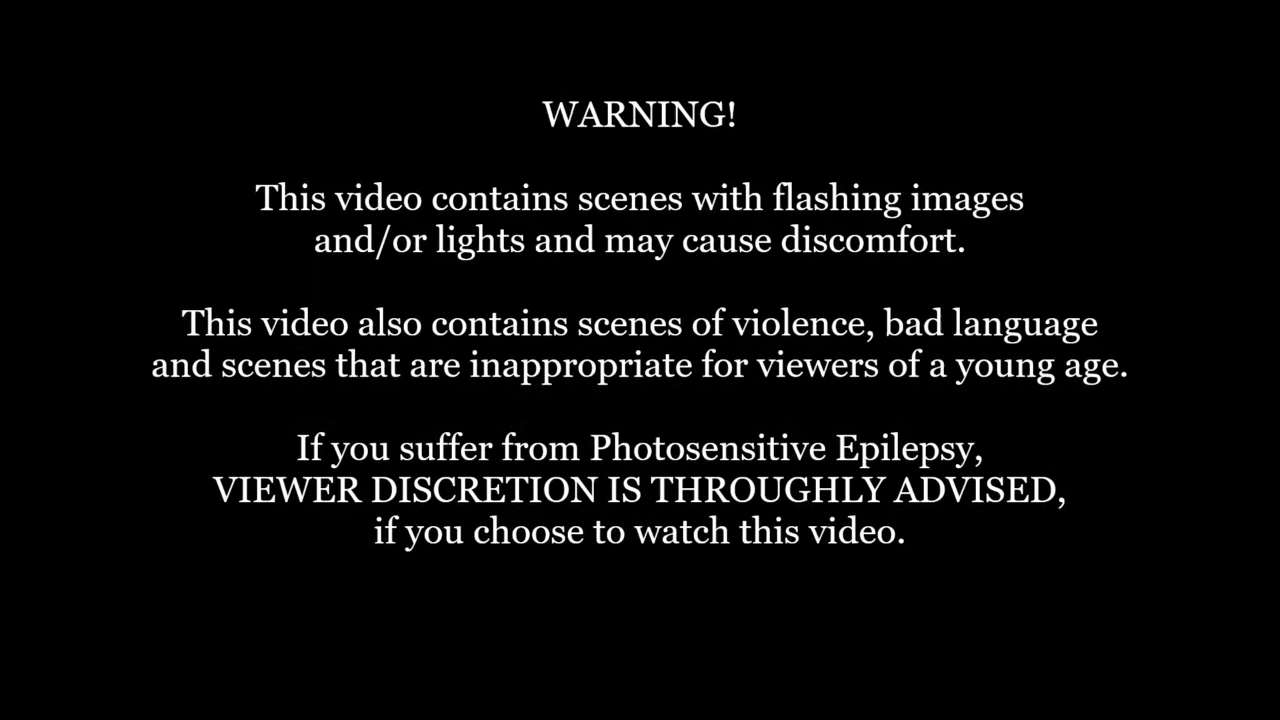 WARNING!
This video contains scenes with flashing images
and/or lights and may cause discomfort.
This video also contains scenes of violence, bad language
and scenes that are inappropriate for viewers of a young age.
If you suffer from Photosensitive Epilepsy,
VIEWER DISCRETION IS THROUGHLY ADVISED,
if you choose to watch this video.